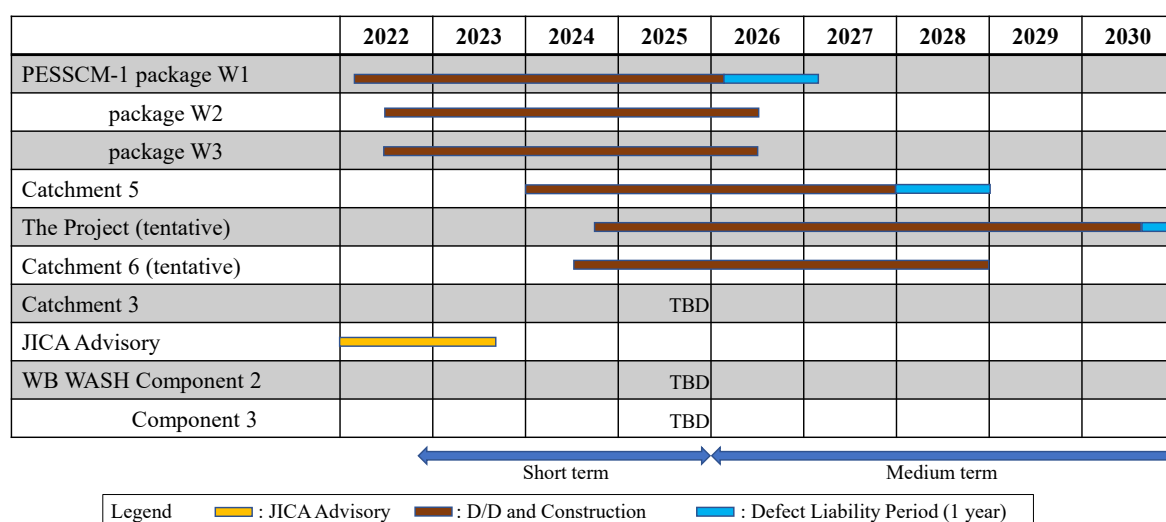 2022 2023 2024 2025 2026 2027 2028 2029 2030
PESSCM-1 package W1
package W2
package W3
Catchment 5
The Project (tentative)
Catchment 6 (tentative)
Catchment 3 TBD
JICA Advisory
WB WASH Component 2 TBD
Component 3 TBD
Short term Medium term
Legend : JICA Advisory : D/D and Construction : Defect Liability Period (1 year)